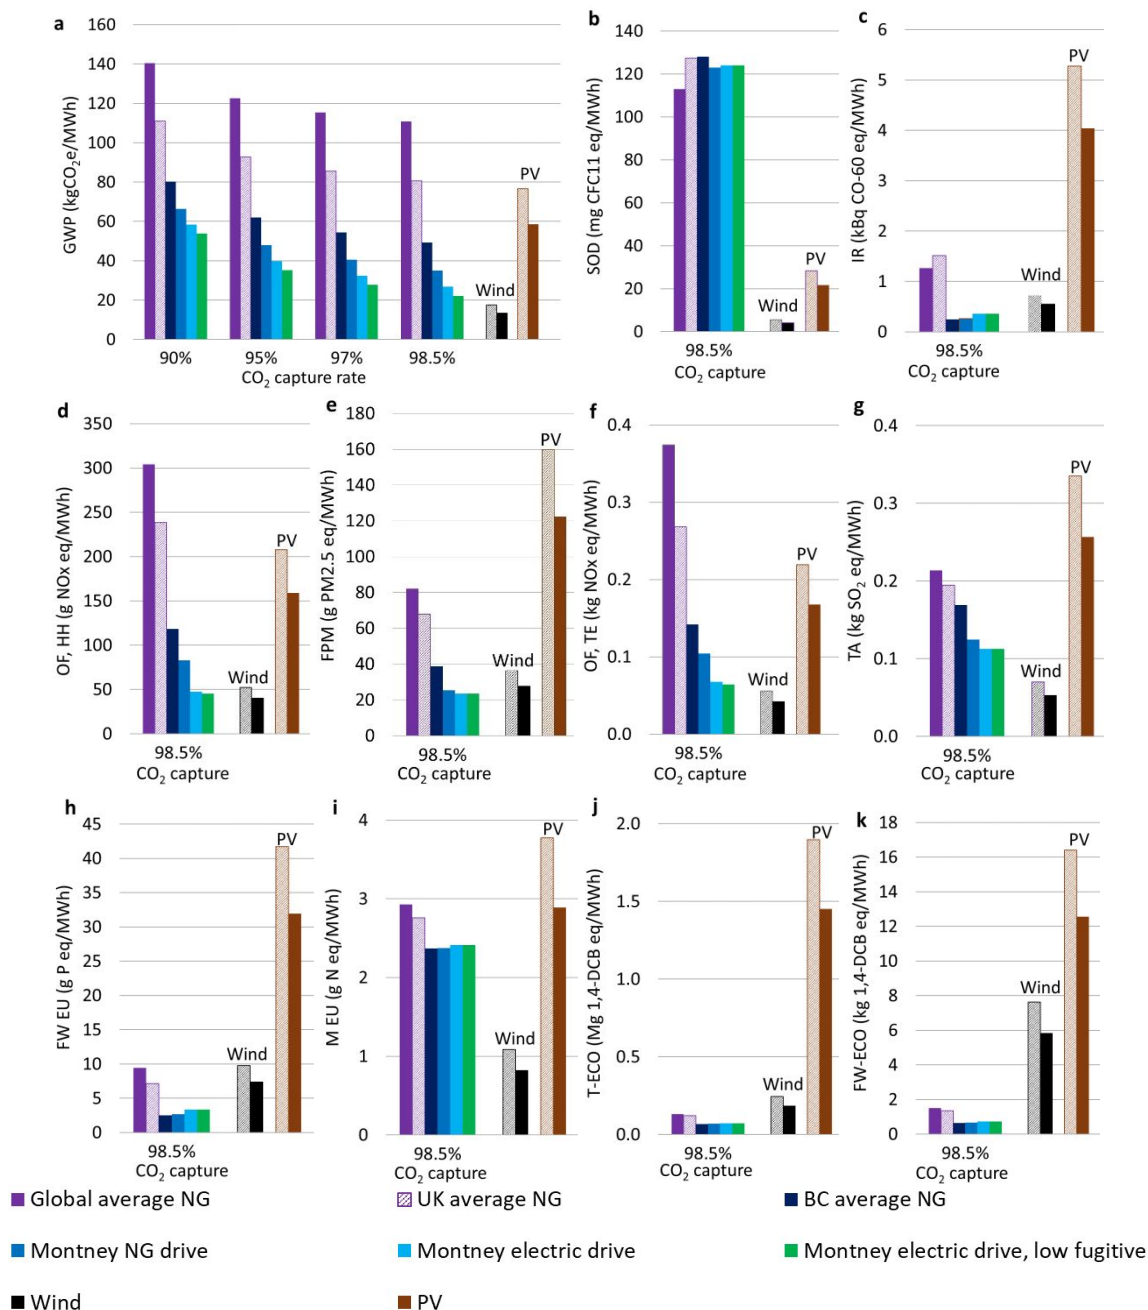 a
160
140
120
100
80
60
40
20
0
GWP (kgCO₂e/MWh)
90%
95%
97%
98.5%
CO₂ capture rate
Wind
PV
b
140
120
100
80
60
40
20
0
SOD (mg CFC11 eq/MWh)
98.5%
CO₂ capture
Wind
PV
c
6
5
4
3
2
1
0
IR (kBq CO-60 eq/MWh)
98.5%
CO₂ capture
Wind
PV
d
350
300
250
200
150
100
50
0
OF, HH (g NOx eq/MWh)
98.5%
CO₂ capture
Wind
PV
e
180
160
140
120
100
80
60
40
20
0
FPM (g PM2.5 eq/MWh)
98.5%
CO₂ capture
Wind
PV
f
0.4
0.3
0.2
0.1
0.0
OF, TE (kg NOx eq/MWh)
98.5%
CO₂ capture
Wind
PV
g
0.4
0.3
0.2
0.1
0.0
TA (kg SO₂ eq/MWh)
98.5%
CO₂ capture
Wind
PV
h
45
40
35
30
25
20
15
10
5
0
FW EU (g P eq/MWh)
98.5%
CO₂ capture
Wind
PV
i
4
3
2
1
0
M EU (g N eq/MWh)
98.5%
CO₂ capture
Wind
PV
j
2.0
1.5
1.0
0.5
0.0
T-ECO (Mg 1,4-DCB eq/MWh)
98.5%
CO₂ capture
Wind
PV
k
18
16
14
12
10
8
6
4
2
0
FW-ECO (kg 1,4-DCB eq/MWh)
98.5%
CO₂ capture
Wind
PV
Global average NG
UK average NG
BC average NG
Montney NG drive
Montney electric drive
Montney electric drive, low fugitive
Wind
PV